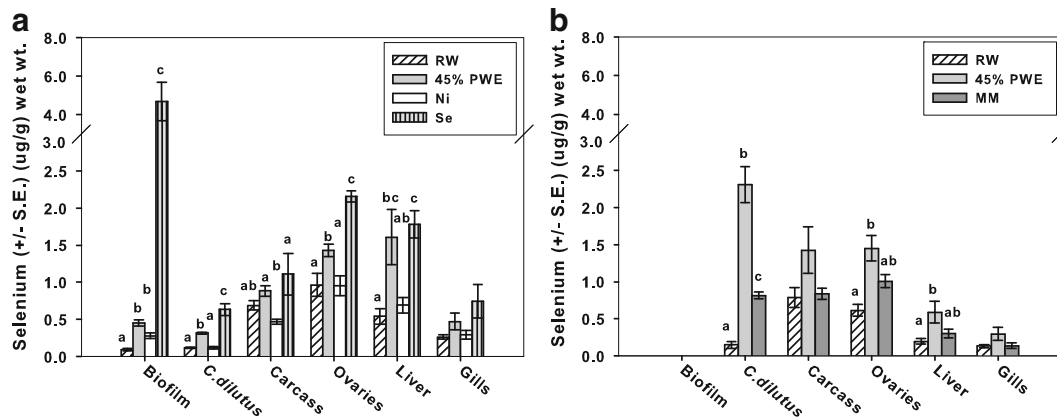 a
Selenium (+/- S.E.) (ug/g) wet wt.
8.0
6.0
4.0
3.0
2.5
2.0
1.5
1.0
0.5
0.0
RW
45% PWE
Ni
Se
a b b c
a b a c
ab a b a
a b a c
a bc ab c
Biofilm
C.dilutus
Carcass
Ovaries
Liver
Gills
b
Selenium (+/- S.E.) (ug/g) wet wt.
8.0
6.0
4.0
3.0
2.5
2.0
1.5
1.0
0.5
0.0
RW
45% PWE
MM
a b c
a b ab
a b ab
Biofilm
C.dilutus
Carcass
Ovaries
Liver
Gills